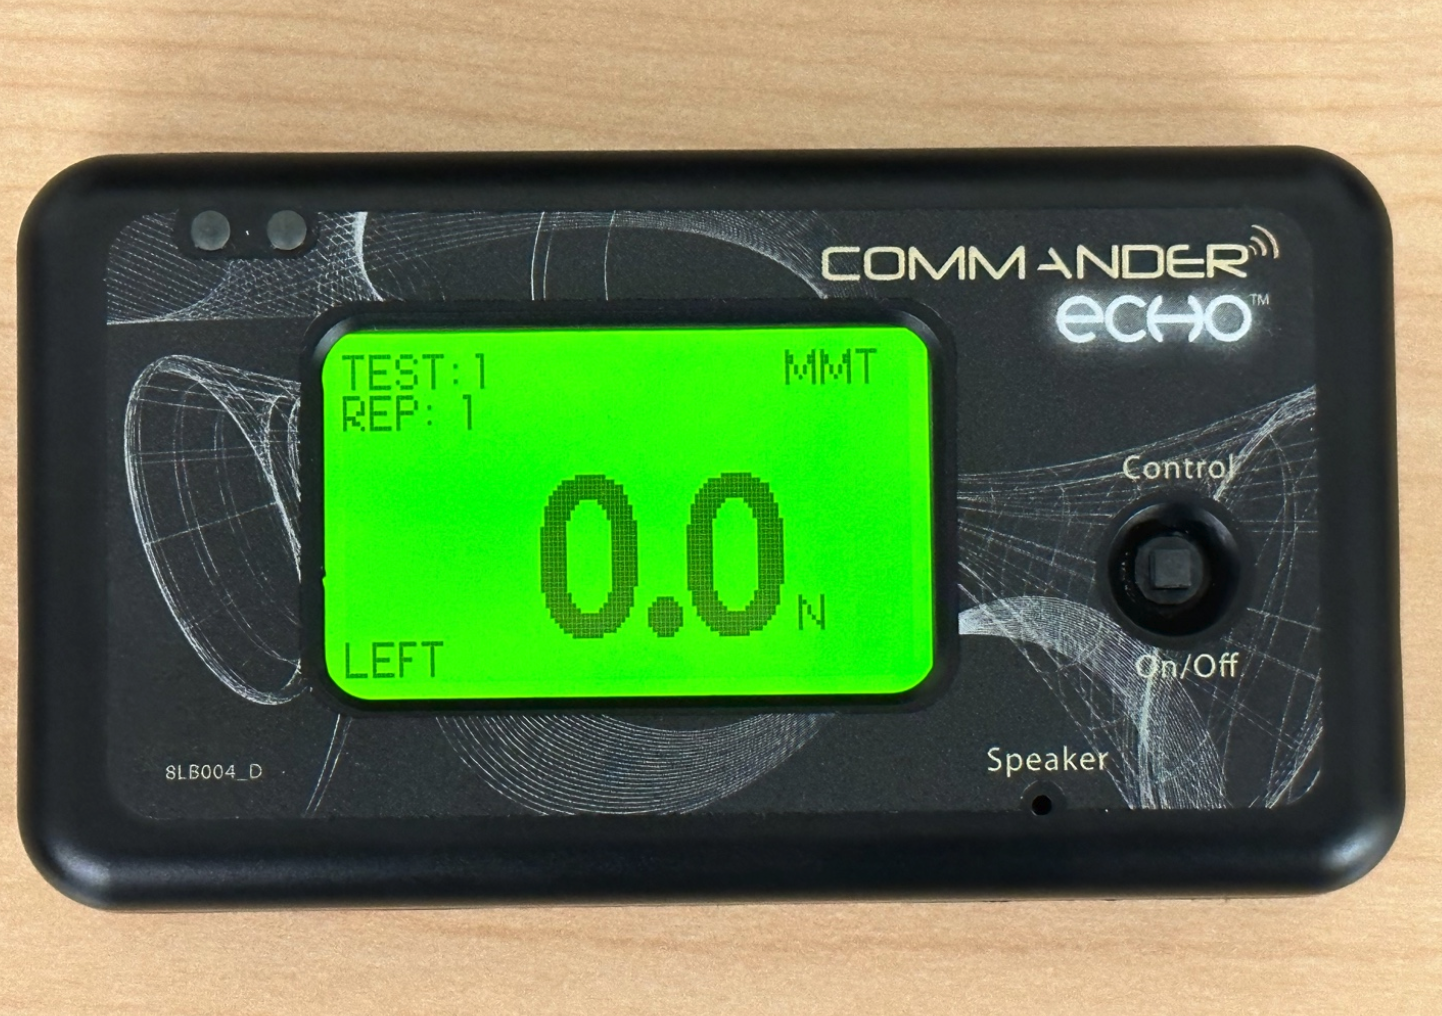 COMMANDER
ECHO™
TEST: 1
MMT
REP: 1
0.0 N
LEFT
Control
On/Off
Speaker
8LB004_D